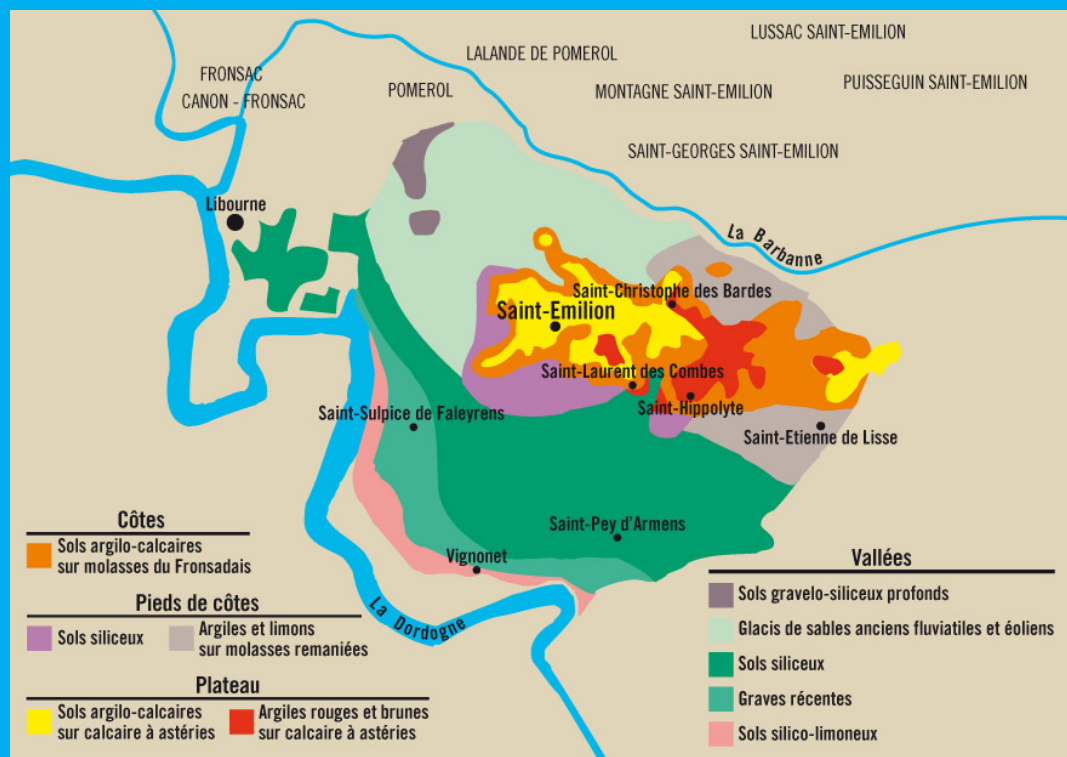 LUSSAC SAINT-EMILION
LALANDE DE POMEROL
FRONSAC
CANON - FRONSAC
POMEROL
MONTAGNE SAINT-EMILION
PUISSEGUIN SAINT-EMILION
SAINT-GEORGES SAINT-EMILION
Libourne
La Barbanne
Saint-Christophe des Bardes
Saint-Emilion
Saint-Laurent des Combes
Saint-Hippolyte
Saint-Sulpice de Faleyrens
Saint-Etienne de Lisse
Saint-Pey d'Armens
Vignonet
La Dordogne
Côtes
Sols argilo-calcaires
sur molasses du Fronsadais
Pieds de côtes
Sols siliceux
Argiles et limons
sur molasses remaniées
Plateau
Sols argilo-calcaires
sur calcaire à astéries
Argiles rouges et brunes
sur calcaire à astéries
Vallées
Sols gravelo-siliceux profonds
Glacis de sables anciens fluviatiles et éoliens
Sols siliceux
Graves récentes
Sols silico-limoneux